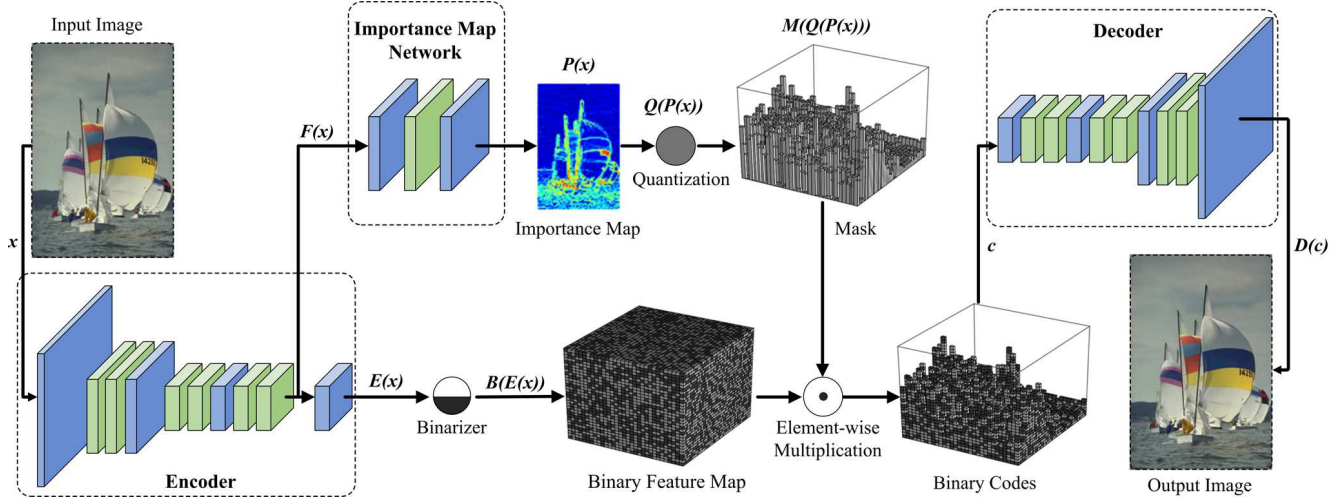 Input Image
Importance Map
Network
P(x)
Q(P(x))
M(Q(P(x)))
Decoder
F(x)
Quantization
Importance Map
Mask
x
c
D(c)
E(x)
B(E(x))
Binarizer
Element-wise
Multiplication
Encoder
Binary Feature Map
Binary Codes
Output Image